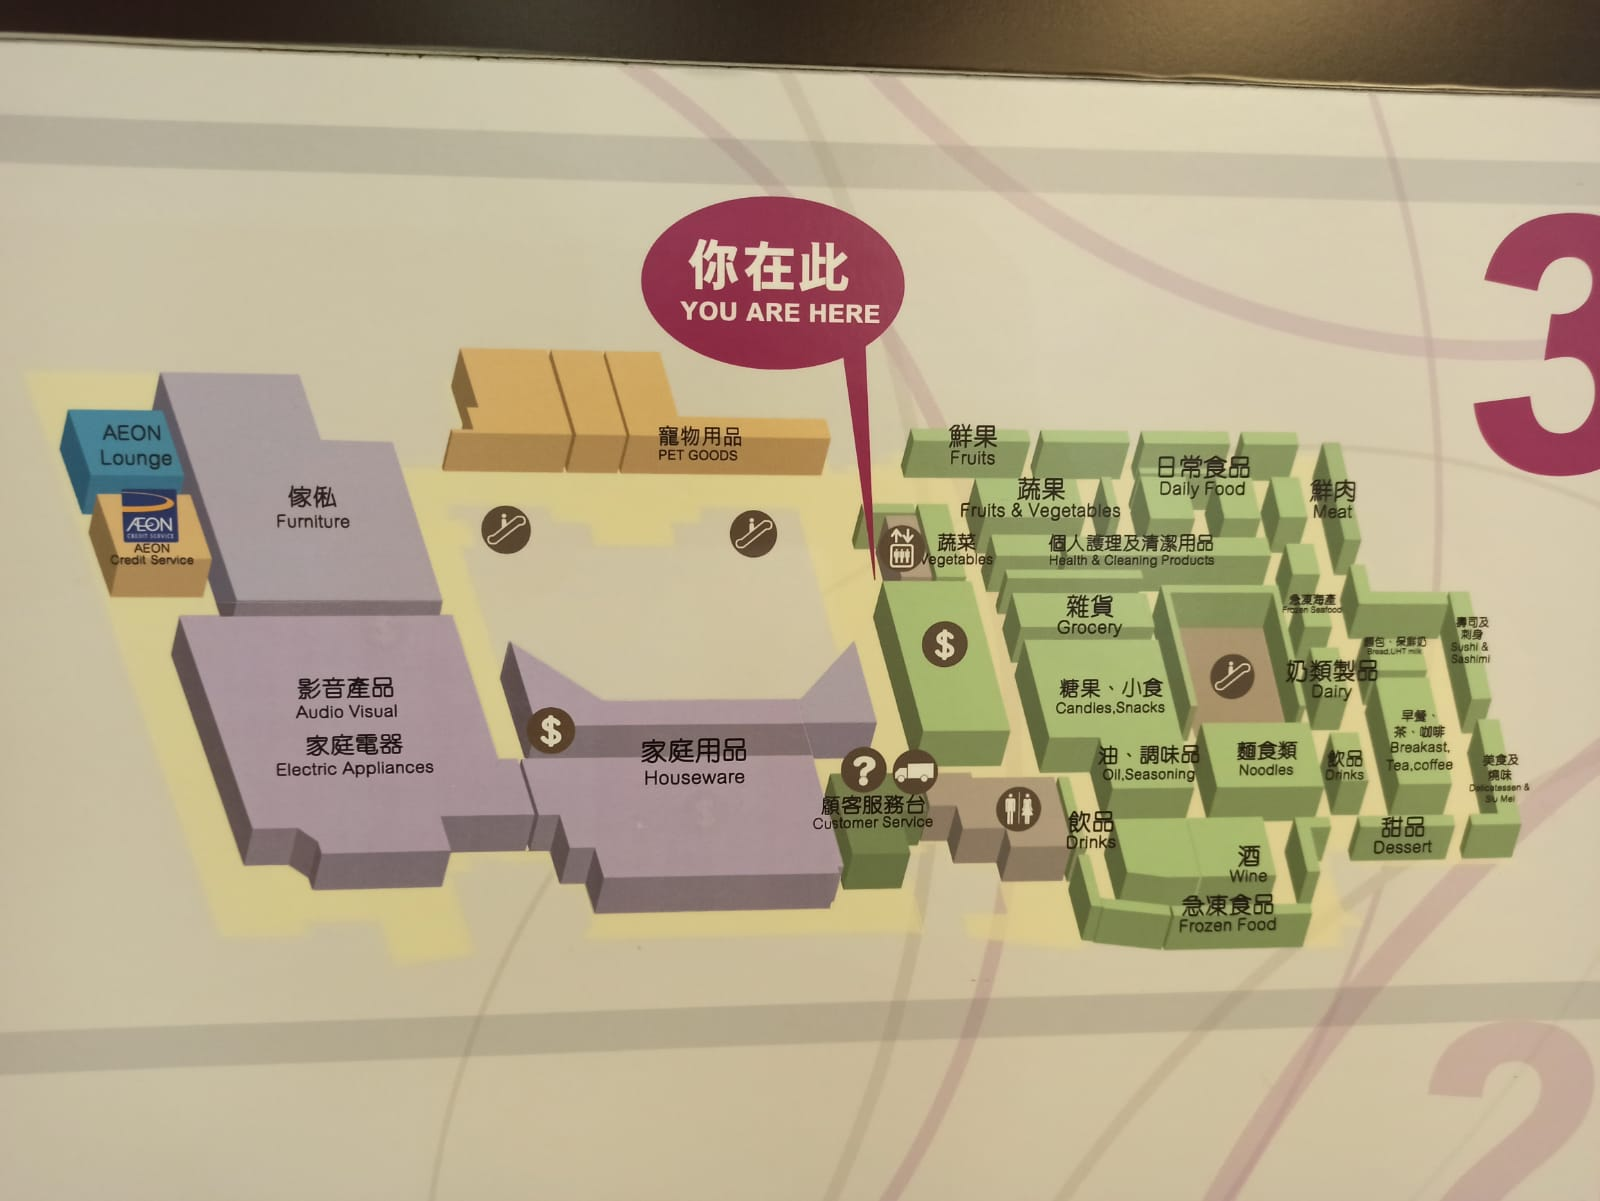 你在此
YOU ARE HERE
3
AEON
Lounge
AEON
CREDIT SERVICE
AEON
Credit Service
傢俬
Furniture
寵物用品
PET GOODS
影音產品
Audio Visual
家庭電器
Electric Appliances
$
家庭用品
Houseware
?
顧客服務台
Customer Service
$
鮮果
Fruits
蔬果
Fruits & Vegetables
日常食品
Daily Food
鮮肉
Meat
蔬菜
Vegetables
個人護理及清潔用品
Health & Cleaning Products
雜貨
Grocery
急凍海產
Frozen Seafood
麵包、保鮮奶
Bread,UHT milk
壽司及
刺身
Sushi &
Sashimi
糖果、小食
Candies,Snacks
奶類製品
Dairy
油、調味品
Oil,Seasoning
麵食類
Noodles
飲品
Drinks
早餐、
茶、咖啡
Breakast,
Tea,coffee
美食及
燒味
Delicatessen &
Siu Mei
飲品
Drinks
甜品
Dessert
酒
Wine
急凍食品
Frozen Food
2